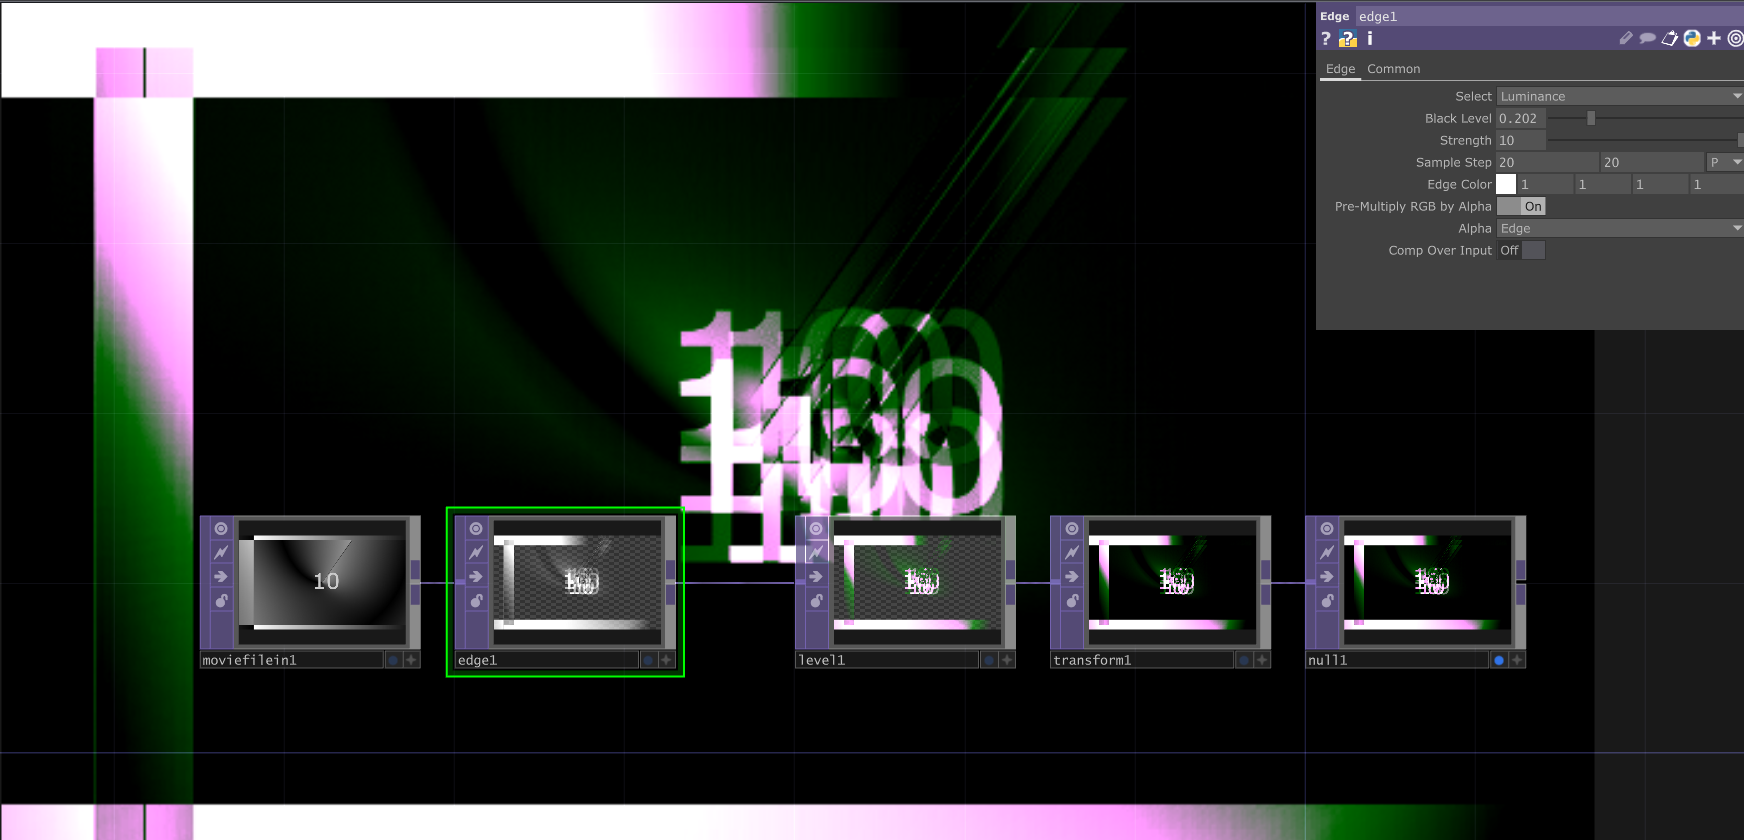 Edge edge1
? ? i
Edge Common
Select Luminance
Black Level 0.202
Strength 10
Sample Step 20 20 P
Edge Color 1 1 1 1
Pre-Multiply RGB by Alpha On
Alpha Edge
Comp Over Input Off
10
moviefilein1
edge1
level1
transform1
null1